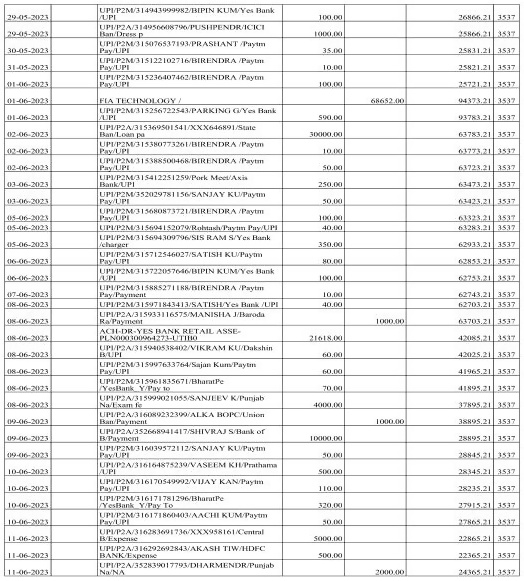 UPI/P2M/314943999982/BIPIN KUM/Yes Bank
29-05-2023 /UPI 100.00 26866.21 3537
UPI/P2A/314956608796/PUSHPENDR/ICICI
29-05-2023 Ban/Dress p 1000.00 25866.21 3537
UPI/P2M/315076537193/PRASHANT /Paytm
30-05-2023 Pay/UPI 35.00 25831.21 3537
UPI/P2M/315122102716/BIRENDRA /Paytm
31-05-2023 Pay/UPI 10.00 25821.21 3537
UPI/P2M/315236407462/BIRENDRA /Paytm
01-06-2023 Pay/UPI 100.00 25721.21 3537
01-06-2023 FIA TECHNOLOGY / 68652.00 94373.21 3537
UPI/P2M/315256722543/PARKING G/Yes Bank
01-06-2023 /UPI 590.00 93783.21 3537
UPI/P2A/315369501541/XXX646891/State
02-06-2023 Ban/Loan pa 30000.00 63783.21 3537
UPI/P2M/315380773261/BIRENDRA /Paytm
02-06-2023 Pay/UPI 10.00 63773.21 3537
UPI/P2M/315388500468/BIRENDRA /Paytm
02-06-2023 Pay/UPI 50.00 63723.21 3537
UPI/P2M/315412251259/Pork Meet/Axis
03-06-2023 Bank/UPI 250.00 63473.21 3537
UPI/P2M/352029781156/SANJAY KU/Paytm
03-06-2023 Pay/UPI 50.00 63423.21 3537
UPI/P2M/315680873721/BIRENDRA /Paytm
05-06-2023 Pay/UPI 100.00 63323.21 3537
05-06-2023 UPI/P2M/315694152079/Rohtash/Paytm Pay/UPI 40.00 63283.21 3537
UPI/P2M/315694309796/SIS RAM S/Yes Bank
05-06-2023 /charger 350.00 62933.21 3537
UPI/P2M/315712546027/SATISH KU/Paytm
06-06-2023 Pay/UPI 80.00 62853.21 3537
UPI/P2M/315722057646/BIPIN KUM/Yes Bank
06-06-2023 /UPI 100.00 62753.21 3537
UPI/P2M/315885271188/BIRENDRA /Paytm
07-06-2023 Pay/Payment 10.00 62743.21 3537
08-06-2023 UPI/P2M/315971843413/SATISH/Yes Bank /UPI 40.00 62703.21 3537
UPI/P2A/315933116575/MANISHA J/Baroda
08-06-2023 Ra/Payment 1000.00 63703.21 3537
ACH-DR-YES BANK RETAIL ASSE-
08-06-2023 PLN000300964273-UTIB0 21618.00 42085.21 3537
UPI/P2A/315940538402/VIKRAM KU/Dakshin
08-06-2023 B/UPI 60.00 42025.21 3537
UPI/P2M/315997633764/Sajan Kum/Paytm
08-06-2023 Pay/UPI 60.00 41965.21 3537
UPI/P2M/315961835671/BharatPe
08-06-2023 /YesBank_Y/Pay to 70.00 41895.21 3537
UPI/P2A/315999021055/SANJEEV K/Punjab
08-06-2023 Na/Exam fe 4000.00 37895.21 3537
UPI/P2A/316089232399/ALKA BOPC/Union
09-06-2023 Ban/Payment 1000.00 38895.21 3537
UPI/P2A/352668941417/SHIVRAJ S/Bank of
09-06-2023 B/Payment 10000.00 28895.21 3537
UPI/P2M/316039572112/SANJAY KU/Paytm
09-06-2023 Pay/UPI 50.00 28845.21 3537
UPI/P2A/316164875239/VASEEM KH/Prathama
10-06-2023 /UPI 500.00 28345.21 3537
UPI/P2M/316170549992/VIJAY KAN/Paytm
10-06-2023 Pay/UPI 110.00 28235.21 3537
UPI/P2M/316171781296/BharatPe
10-06-2023 /YesBank_Y/Pay To 320.00 27915.21 3537
UPI/P2M/316171860403/AACHI KUM/Paytm
10-06-2023 Pay/UPI 50.00 27865.21 3537
UPI/P2A/316283691736/XXX958161/Central
11-06-2023 B/Expense 5000.00 22865.21 3537
UPI/P2A/316292692843/AKASH TIW/HDFC
11-06-2023 BANK/Expense 500.00 22365.21 3537
UPI/P2A/352839017793/DHARMENDR/Punjab
11-06-2023 Na/NA 2000.00 24365.21 3537